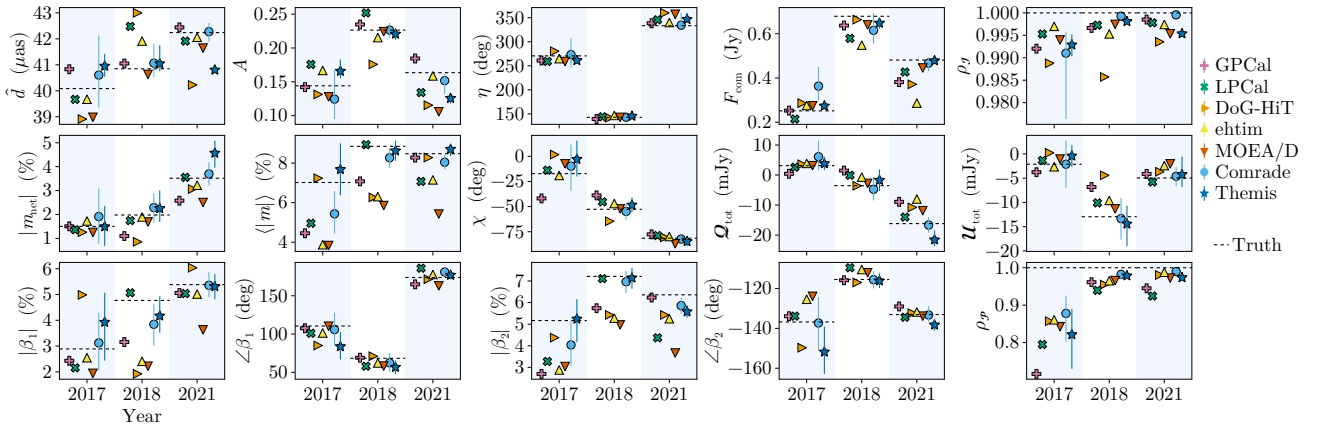 d̂ (μas)
43
42
41
40
39
A
0.25
0.20
0.15
0.10
η (deg)
350
300
250
200
150
F_com (Jy)
0.6
0.4
0.2
ρ_𝓘
1.000
0.995
0.990
0.985
0.980
GPCal
LPCal
DoG-HiT
ehtim
MOEA/D
Comrade
Themis
Truth
|m_net| (%)
5
4
3
2
1
⟨|m|⟩ (%)
8
6
4
χ (deg)
0
−25
−50
−75
𝓠_tot (mJy)
10
0
−10
−20
𝓤_tot (mJy)
0
−5
−10
−15
−20
|β₁| (%)
6
5
4
3
2
2017 2018 2021
Year
∠β₁ (deg)
150
100
50
2017 2018 2021
|β₂| (%)
7
6
5
4
3
2017 2018 2021
∠β₂ (deg)
−120
−140
−160
2017 2018 2021
ρ_𝓟
1.0
0.9
0.8
2017 2018 2021